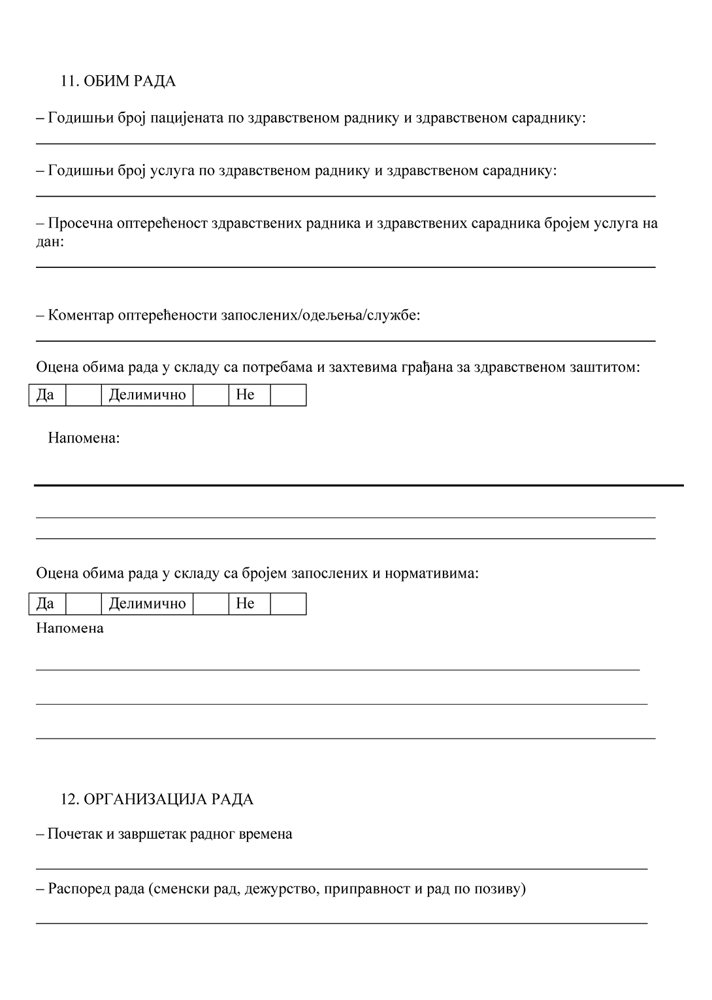 11. ОБИМ РАДА
– Годишњи број пацијената по здравственом раднику и здравственом сараднику:
– Годишњи број услуга по здравственом раднику и здравственом сараднику:
– Просечна оптерећеност здравствених радника и здравствених сарадника бројем услуга на
дан:
– Коментар оптерећености запослених/одељења/службе:
Оцена обима рада у складу са потребама и захтевима грађана за здравственом заштитом:
Да Делимично Не
Напомена:
Оцена обима рада у складу са бројем запослених и нормативима:
Да Делимично Не
Напомена
12. ОРГАНИЗАЦИЈА РАДА
– Почетак и завршетак радног времена
– Распоред рада (сменски рад, дежурство, приправност и рад по позиву)